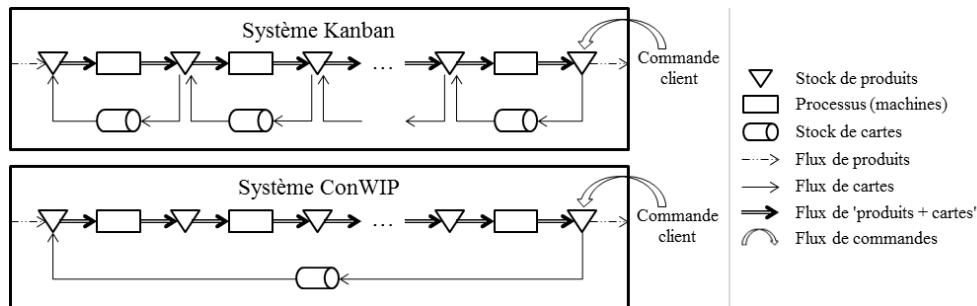 Système Kanban
...
Commande
client
Système ConWIP
...
Commande
client
Stock de produits
Processus (machines)
Stock de cartes
Flux de produits
Flux de cartes
Flux de 'produits + cartes'
Flux de commandes